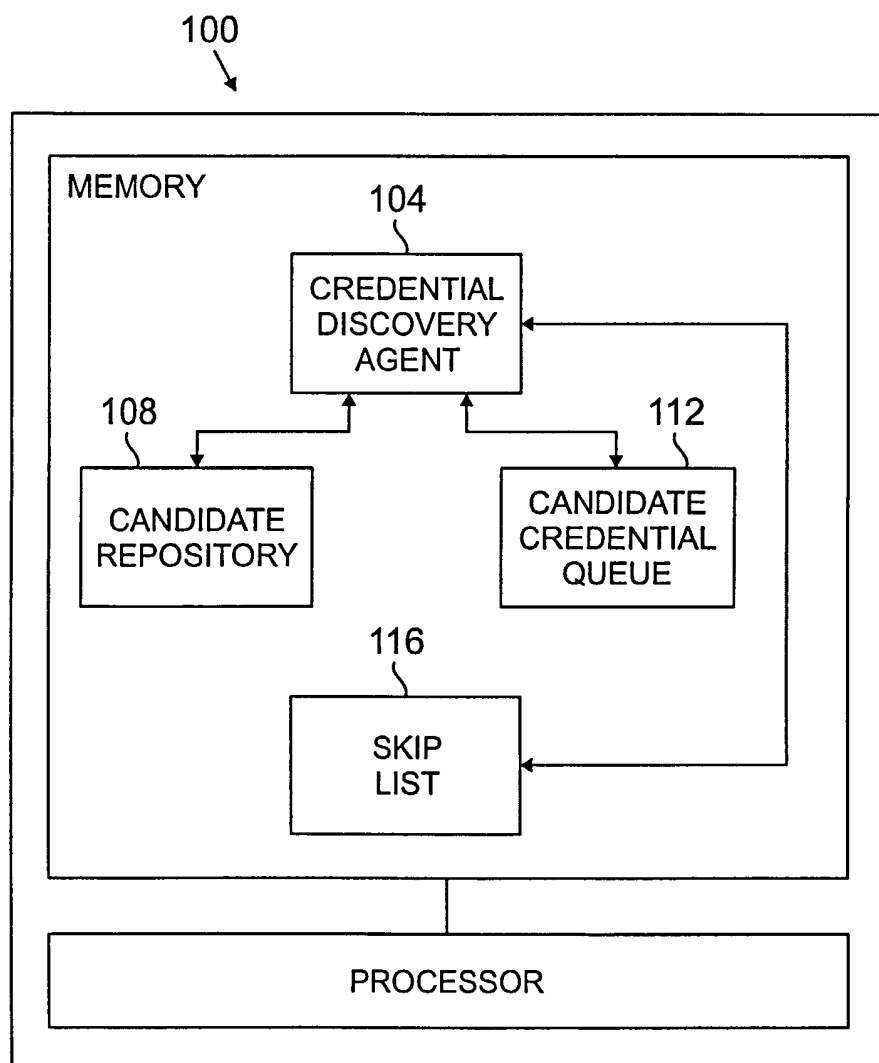 100
MEMORY
104
CREDENTIAL
DISCOVERY
AGENT
108
CANDIDATE
REPOSITORY
112
CANDIDATE
CREDENTIAL
QUEUE
116
SKIP
LIST
PROCESSOR